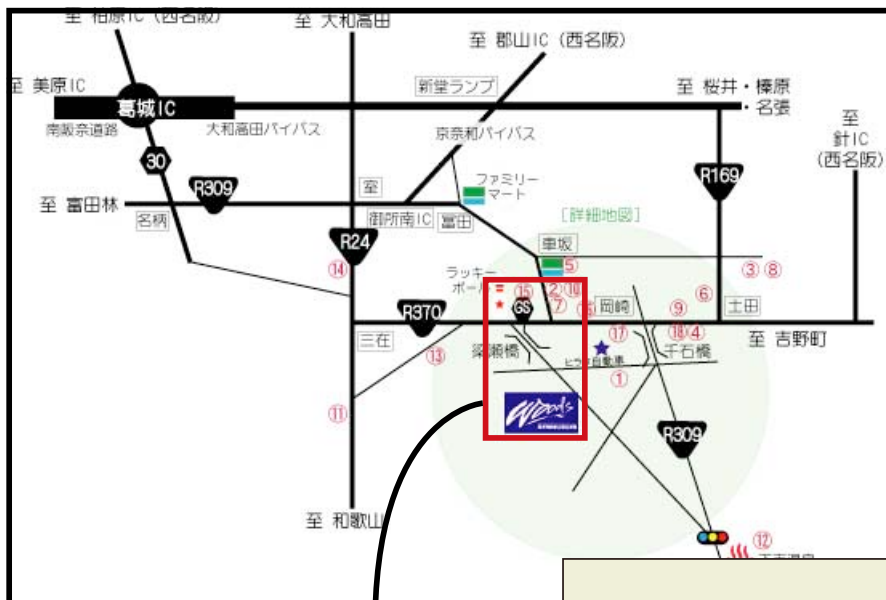 至 柏原IC（西名阪）
至 大和高田
至 郡山IC（西名阪）
至 美原IC
葛城IC
新堂ランプ
至 桜井・榛原
・名張
南阪奈道路
大和高田バイパス
京奈和バイパス
至
針IC
（西名阪）
30
R309
室
ファミリー
マート
R169
至 富田林
名柄
御所南IC
冨田
［詳細地図］
R24
車坂
⑭
ラッキー
ボール
⑤
③ ⑧
⑮
② ⑩
⑥
R370
GS
⑦
⑯
岡崎
⑨
土田
三在
⑬
梁瀬橋
⑰
⑱ ④
千石橋
至 吉野町
自動車
①
⑪
Woods
R309
至 和歌山
⑫